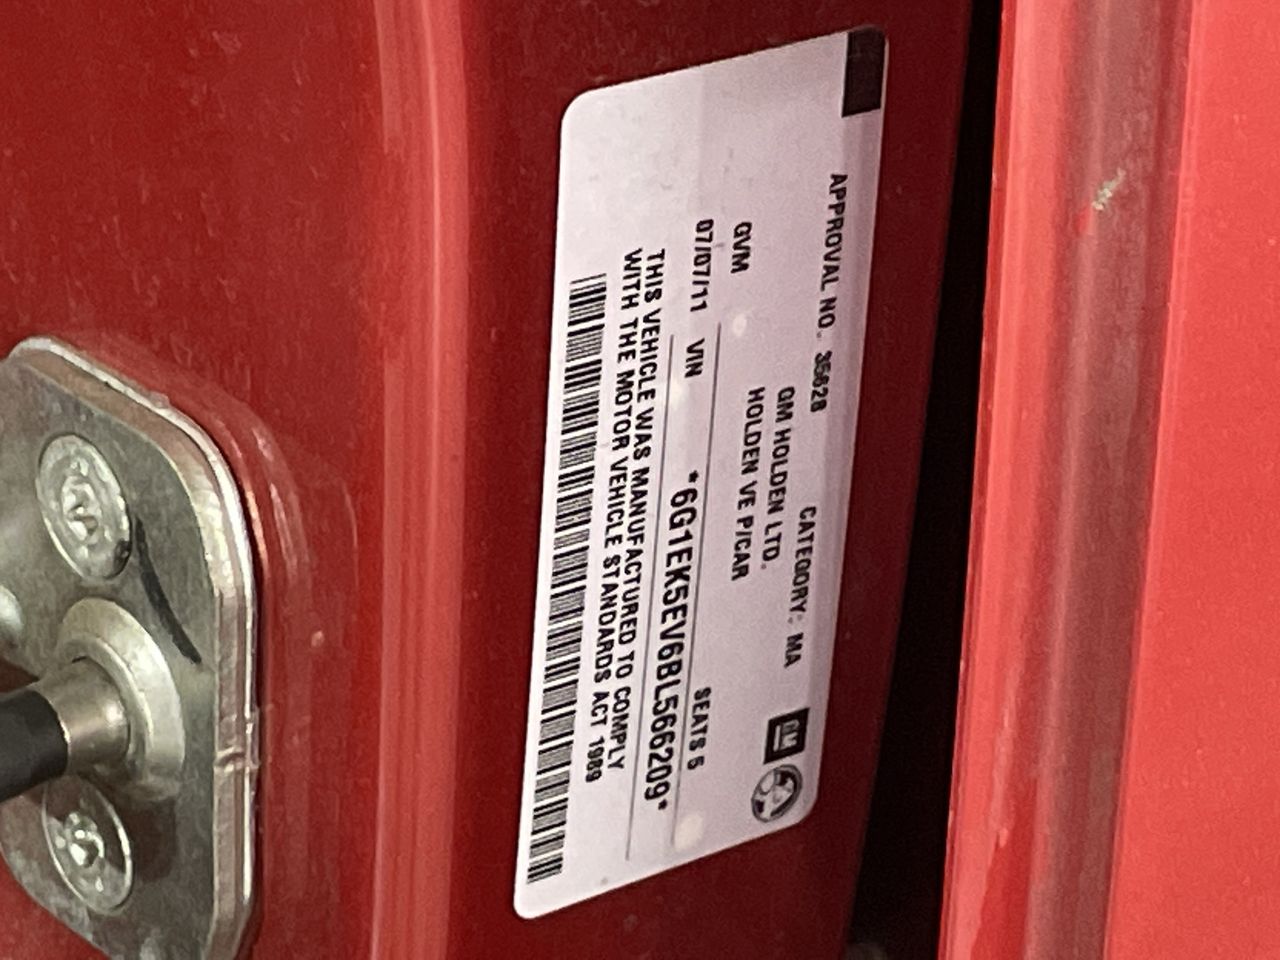 APPROVAL NO. 35628 CATEGORY: MA
GM HOLDEN LTD.
HOLDEN VE P/CAR
GVM SEATS 5
07/07/11 VIN *6G1EK5EV6BL566209*
THIS VEHICLE WAS MANUFACTURED TO COMPLY
WITH THE MOTOR VEHICLE STANDARDS ACT 1989
GM